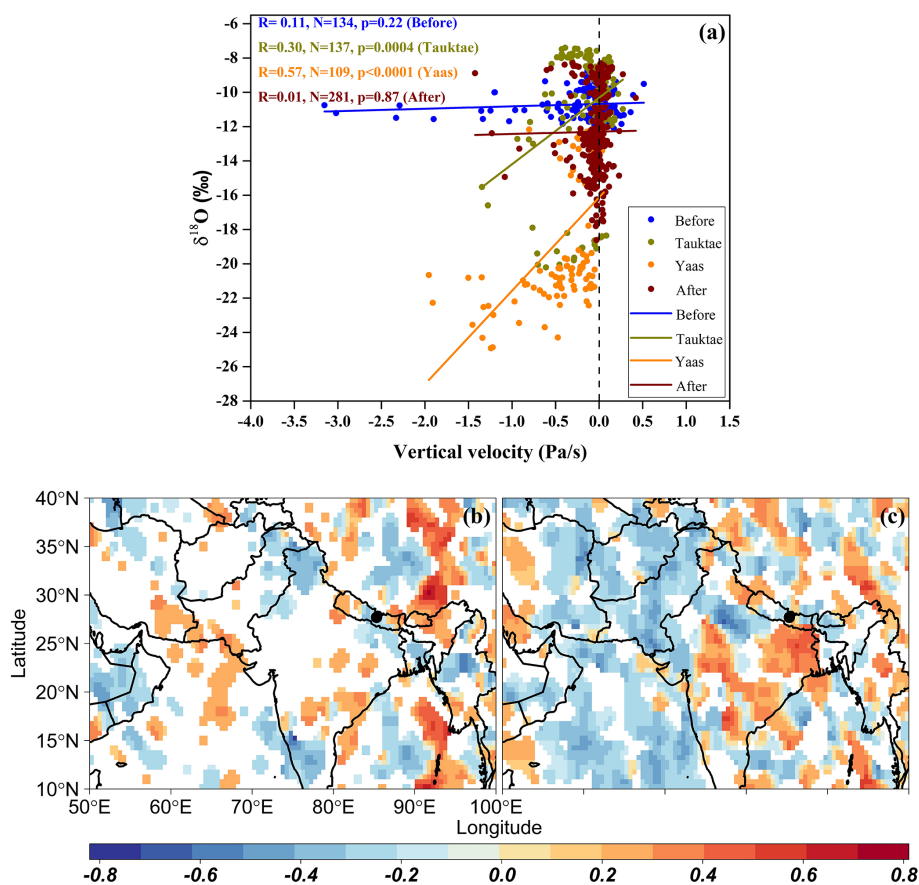 R= 0.11, N=134, p=0.22 (Before)
R=0.30, N=137, p=0.0004 (Tauktae)
R=0.57, N=109, p<0.0001 (Yaas)
R=0.01, N=281, p=0.87 (After)
(a)
-6
-8
-10
-12
-14
-16
-18
-20
-22
-24
-26
-28
δ18O (‰)
Before
Tauktae
Yaas
After
Before
Tauktae
Yaas
After
-4.0 -3.5 -3.0 -2.5 -2.0 -1.5 -1.0 -0.5 0.0 0.5 1.0 1.5
Vertical velocity (Pa/s)
(b)
(c)
40°N
35°N
30°N
25°N
20°N
15°N
10°N
Latitude
50°E 60°E 70°E 80°E 90°E 100°E
Longitude
-0.8 -0.6 -0.4 -0.2 0.0 0.2 0.4 0.6 0.8